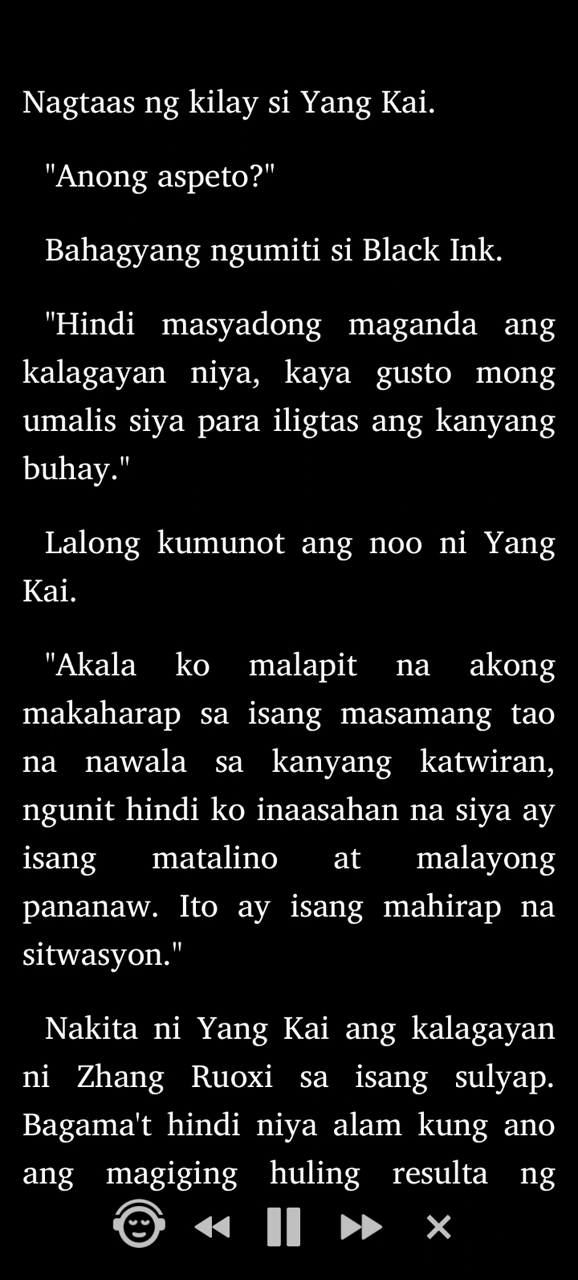 Nagtaas ng kilay si Yang Kai.
"Anong aspeto?"
Bahagyang ngumiti si Black Ink.
"Hindi masyadong maganda ang
kalagayan niya, kaya gusto mong
umalis siya para iligtas ang kanyang
buhay."
Lalong kumunot ang noo ni Yang
Kai.
"Akala ko malapit na akong
makaharap sa isang masamang tao
na nawala sa kanyang katwiran,
ngunit hindi ko inaasahan na siya ay
isang matalino at malayong
pananaw. Ito ay isang mahirap na
sitwasyon."
Nakita ni Yang Kai ang kalagayan
ni Zhang Ruoxi sa isang sulyap.
Bagama't hindi niya alam kung ano
ang magiging huling resulta ng